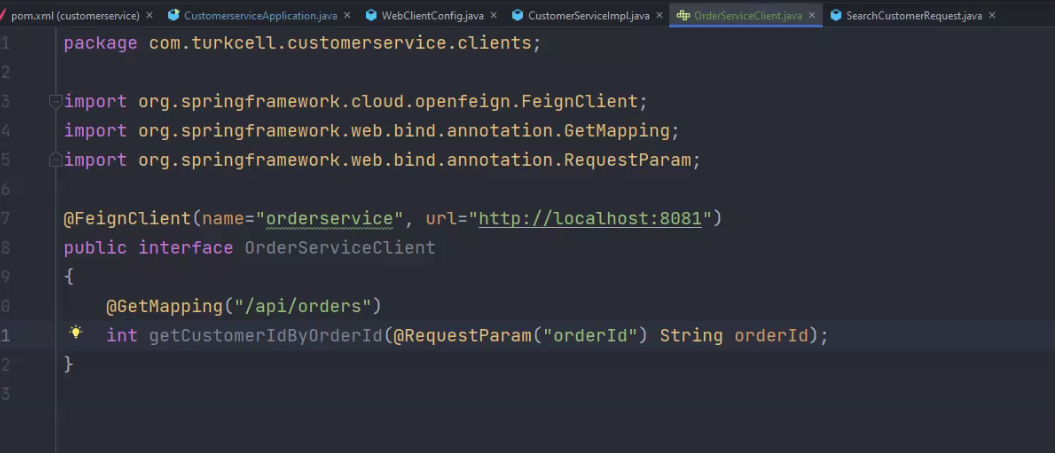 pom.xml (customerservice) CustomerserviceApplication.java WebClientConfig.java CustomerServiceImpl.java OrderServiceClient.java SearchCustomerRequest.java
1 package com.turkcell.customerservice.clients;
2
3 import org.springframework.cloud.openfeign.FeignClient;
4 import org.springframework.web.bind.annotation.GetMapping;
5 import org.springframework.web.bind.annotation.RequestParam;
6
7 @FeignClient(name="orderservice", url="http://localhost:8081")
8 public interface OrderServiceClient
9 {
0 @GetMapping("/api/orders")
1 int getCustomerIdByOrderId(@RequestParam("orderId") String orderId);
2 }
3